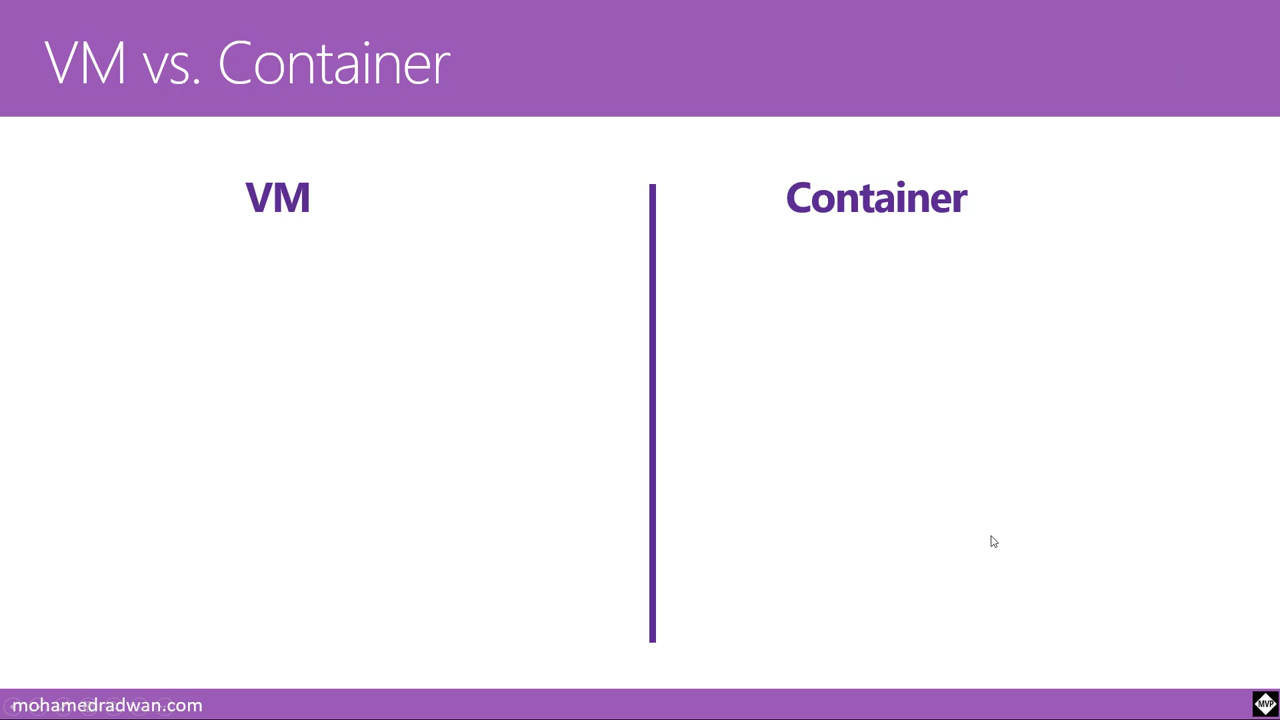 VM vs. Container
VM
Container
mohamedradwan.com
MVP